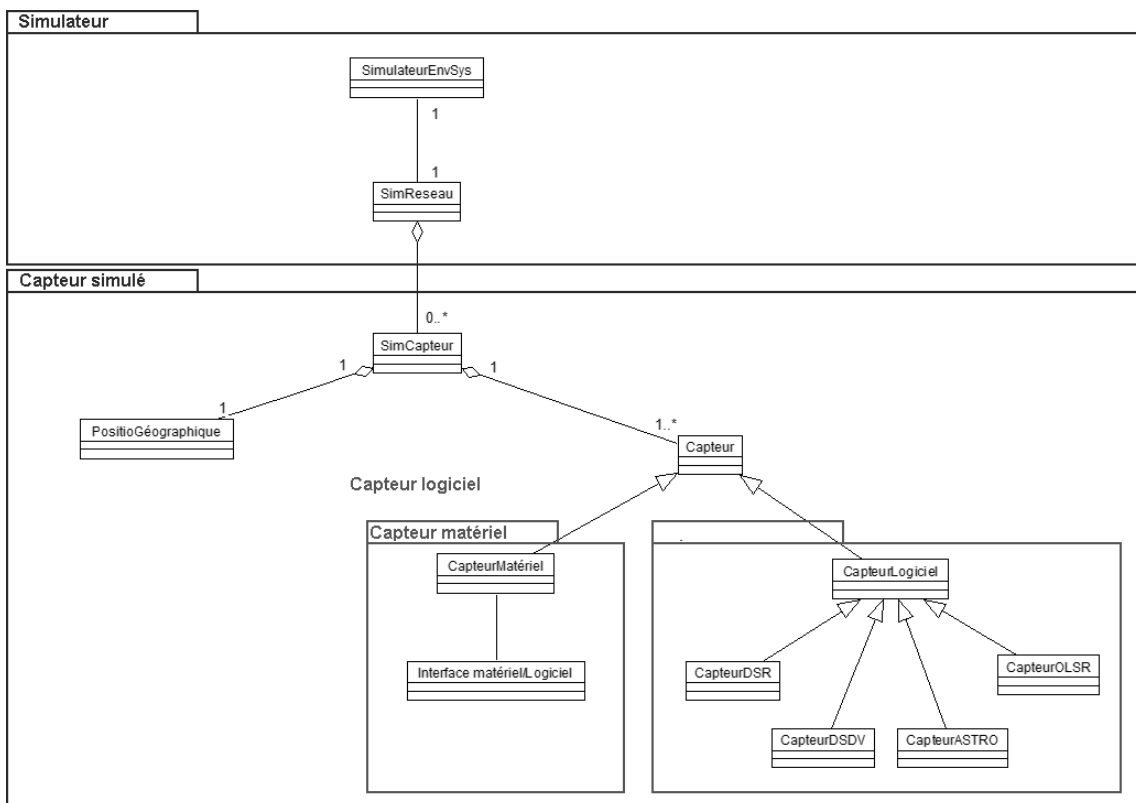 Simulateur
SimulateurEnvSys
1
1
SimReseau
Capteur simulé
0..*
SimCapteur
1
1
1
1..*
PositioGéographique
Capteur
Capteur logiciel
Capteur matériel
CapteurMatériel
CapteurLogiciel
Interface matériel/Logiciel
CapteurDSR
CapteurOLSR
CapteurDSDV
CapteurASTRO